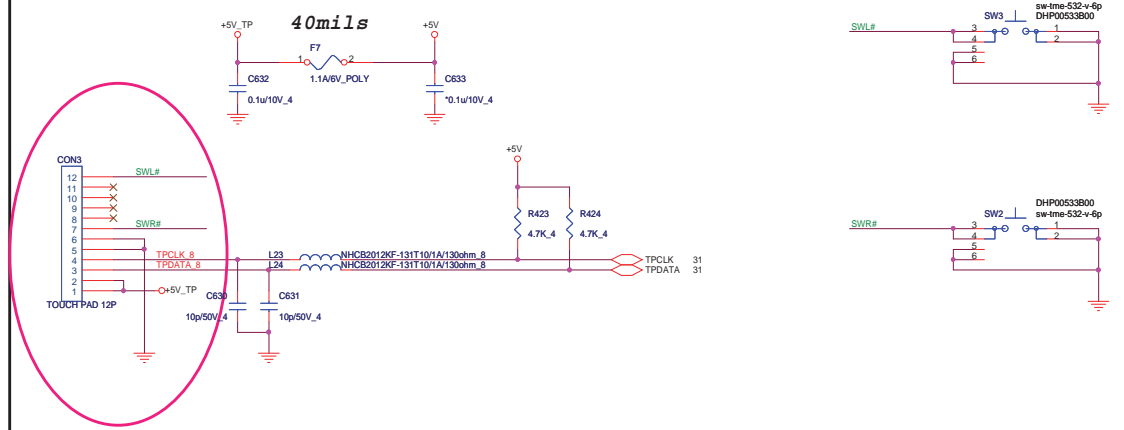 40mils
+5V_TP
+5V
F7
1
2
1.1A/6V_POLY
C632
0.1u/10V_4
C633
*0.1u/10V_4
CON3
12
11
10
9
8
7
6
5
4
3
2
1
TOUCH PAD 12P
SWL#
SWR#
TPCLK_8
TPDATA_8
+5V_TP
L23
NHCB2012KF-131T10/1A/130ohm_8
L24
NHCB2012KF-131T10/1A/130ohm_8
C630
10p/50V_4
C631
10p/50V_4
+5V
R423
4.7K_4
R424
4.7K_4
TPCLK 31
TPDATA 31
sw-tme-532-v-6p
DHP00533B00
SW3
SWL#
3
4
5
6
1
2
DHP00533B00
sw-tme-532-v-6p
SW2
SWR#
3
4
5
6
1
2